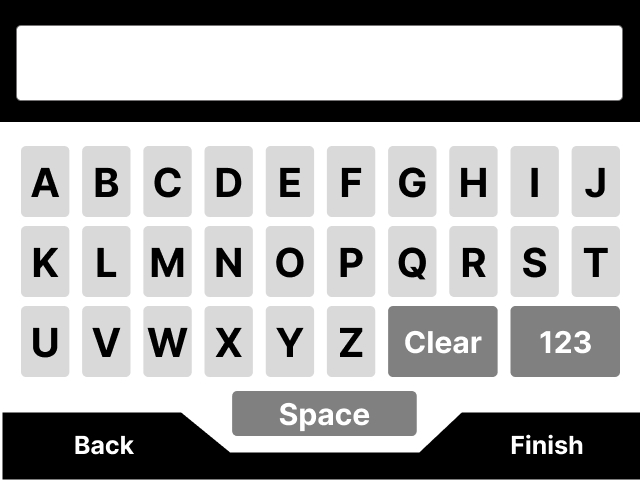 A B C D E F G H I J
K L M N O P Q R S T
U V W X Y Z Clear 123
Space
Back Finish